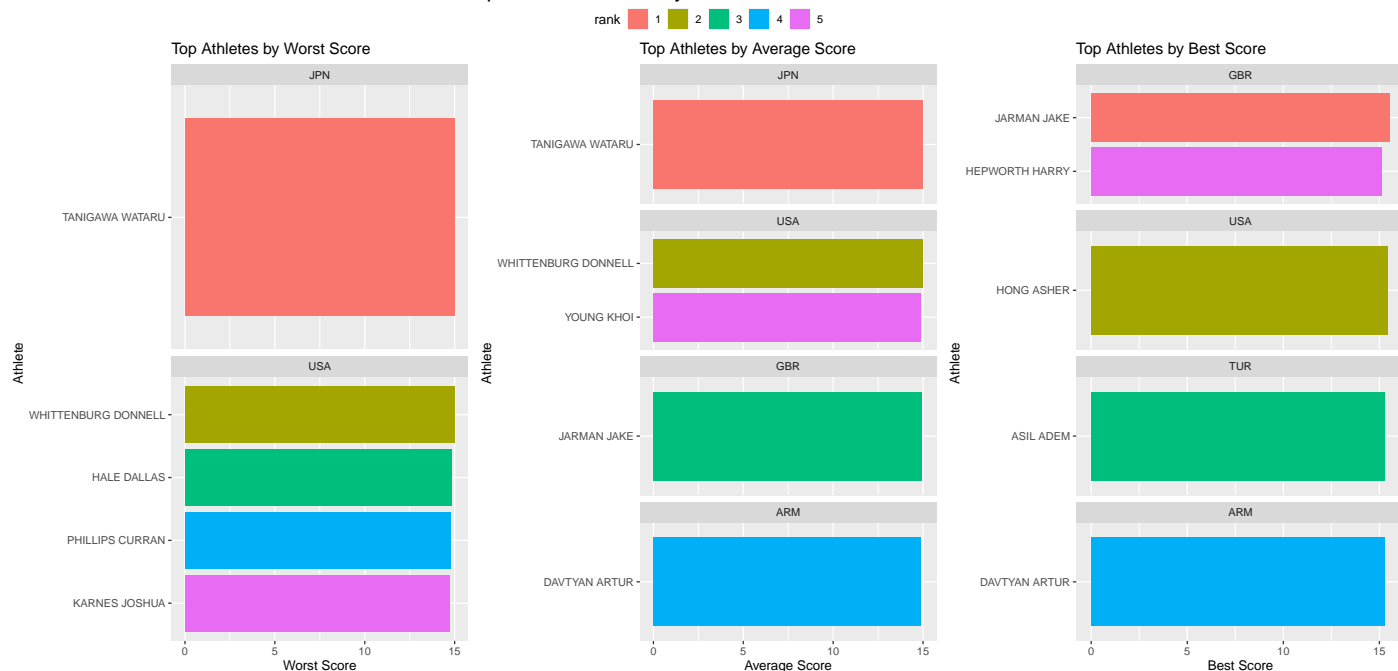 rank 1 2 3 4 5
Top Athletes by Worst Score
JPN
TANIGAWA WATARU
USA
WHITTENBURG DONNELL
HALE DALLAS
PHILLIPS CURRAN
KARNES JOSHUA
0 5 10 15
Worst Score
Athlete
Top Athletes by Average Score
JPN
TANIGAWA WATARU
USA
WHITTENBURG DONNELL
YOUNG KHOI
GBR
JARMAN JAKE
ARM
DAVTYAN ARTUR
0 5 10 15
Average Score
Athlete
Top Athletes by Best Score
GBR
JARMAN JAKE
HEPWORTH HARRY
USA
HONG ASHER
TUR
ASIL ADEM
ARM
DAVTYAN ARTUR
0 5 10 15
Best Score
Athlete